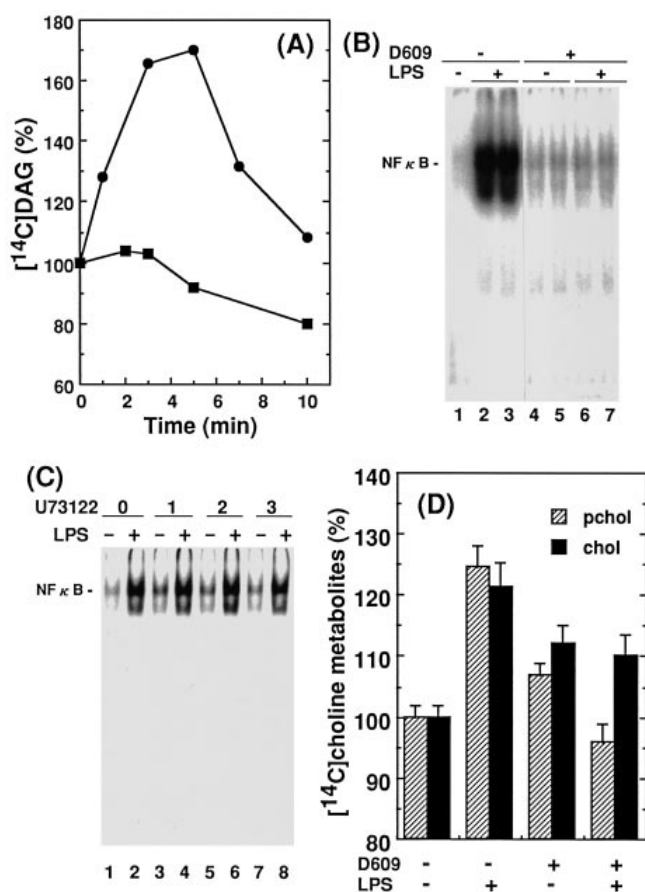 (A)
[¹⁴C]DAG (%)
180
160
140
120
100
80
60
0 2 4 6 8 10
Time (min)
(B)
D609 - +
LPS - + - +
NFκB -
1 2 3 4 5 6 7
(C)
U73122 0 1 2 3
LPS - + - + - + - +
NFκB -
1 2 3 4 5 6 7 8
(D)
[¹⁴C]choline metabolites (%)
140
130
120
110
100
90
80
pchol
chol
D609 - - + +
LPS - + - +